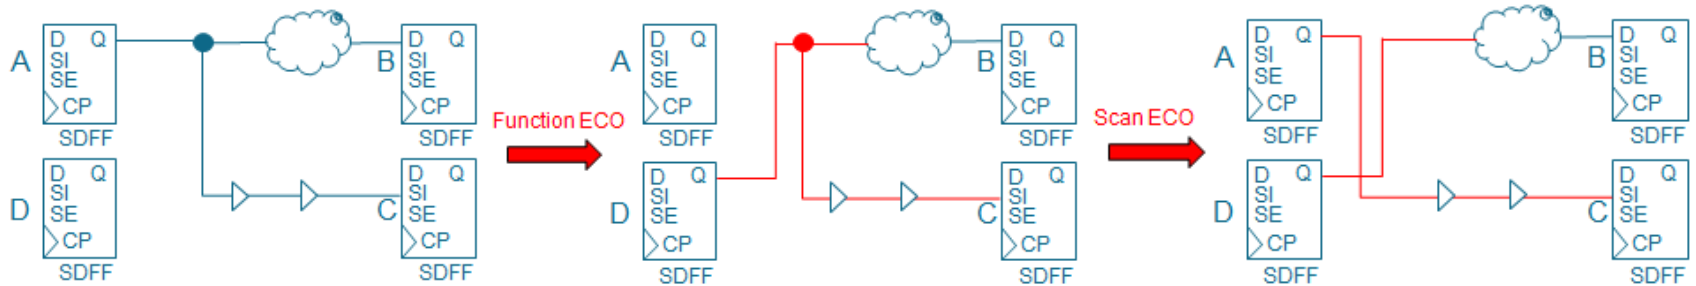 D Q
A SI
SE
CP
SDFF
D Q
B SI
SE
CP
SDFF
D Q
D SI
SE
CP
SDFF
D Q
SI
C SE
CP
SDFF
Function ECO
D Q
A SI
SE
CP
SDFF
D Q
B SI
SE
CP
SDFF
D Q
D SI
SE
CP
SDFF
D Q
SI
C SE
CP
SDFF
Scan ECO
D Q
A SI
SE
CP
SDFF
D Q
B SI
SE
CP
SDFF
D Q
SI
D SE
CP
SDFF
D Q
SI
C SE
CP
SDFF